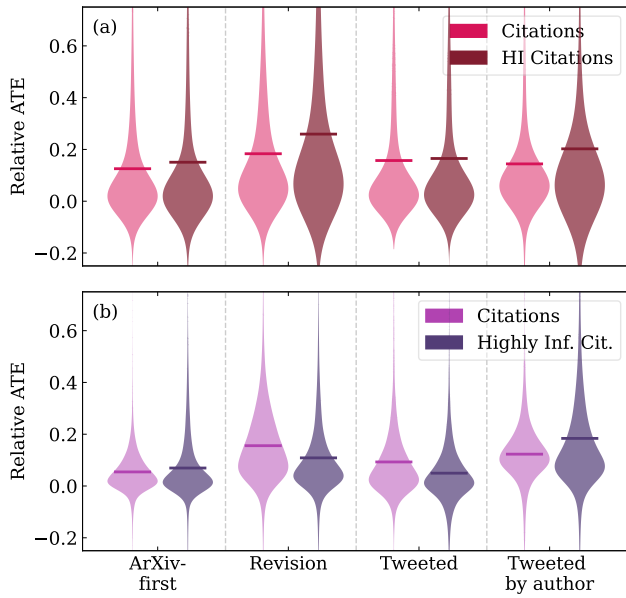 (a)
Citations
HI Citations
Relative ATE
0.6
0.4
0.2
0.0
−0.2
(b)
Citations
Highly Inf. Cit.
Relative ATE
0.6
0.4
0.2
0.0
−0.2
ArXiv-
first
Revision
Tweeted
Tweeted
by author